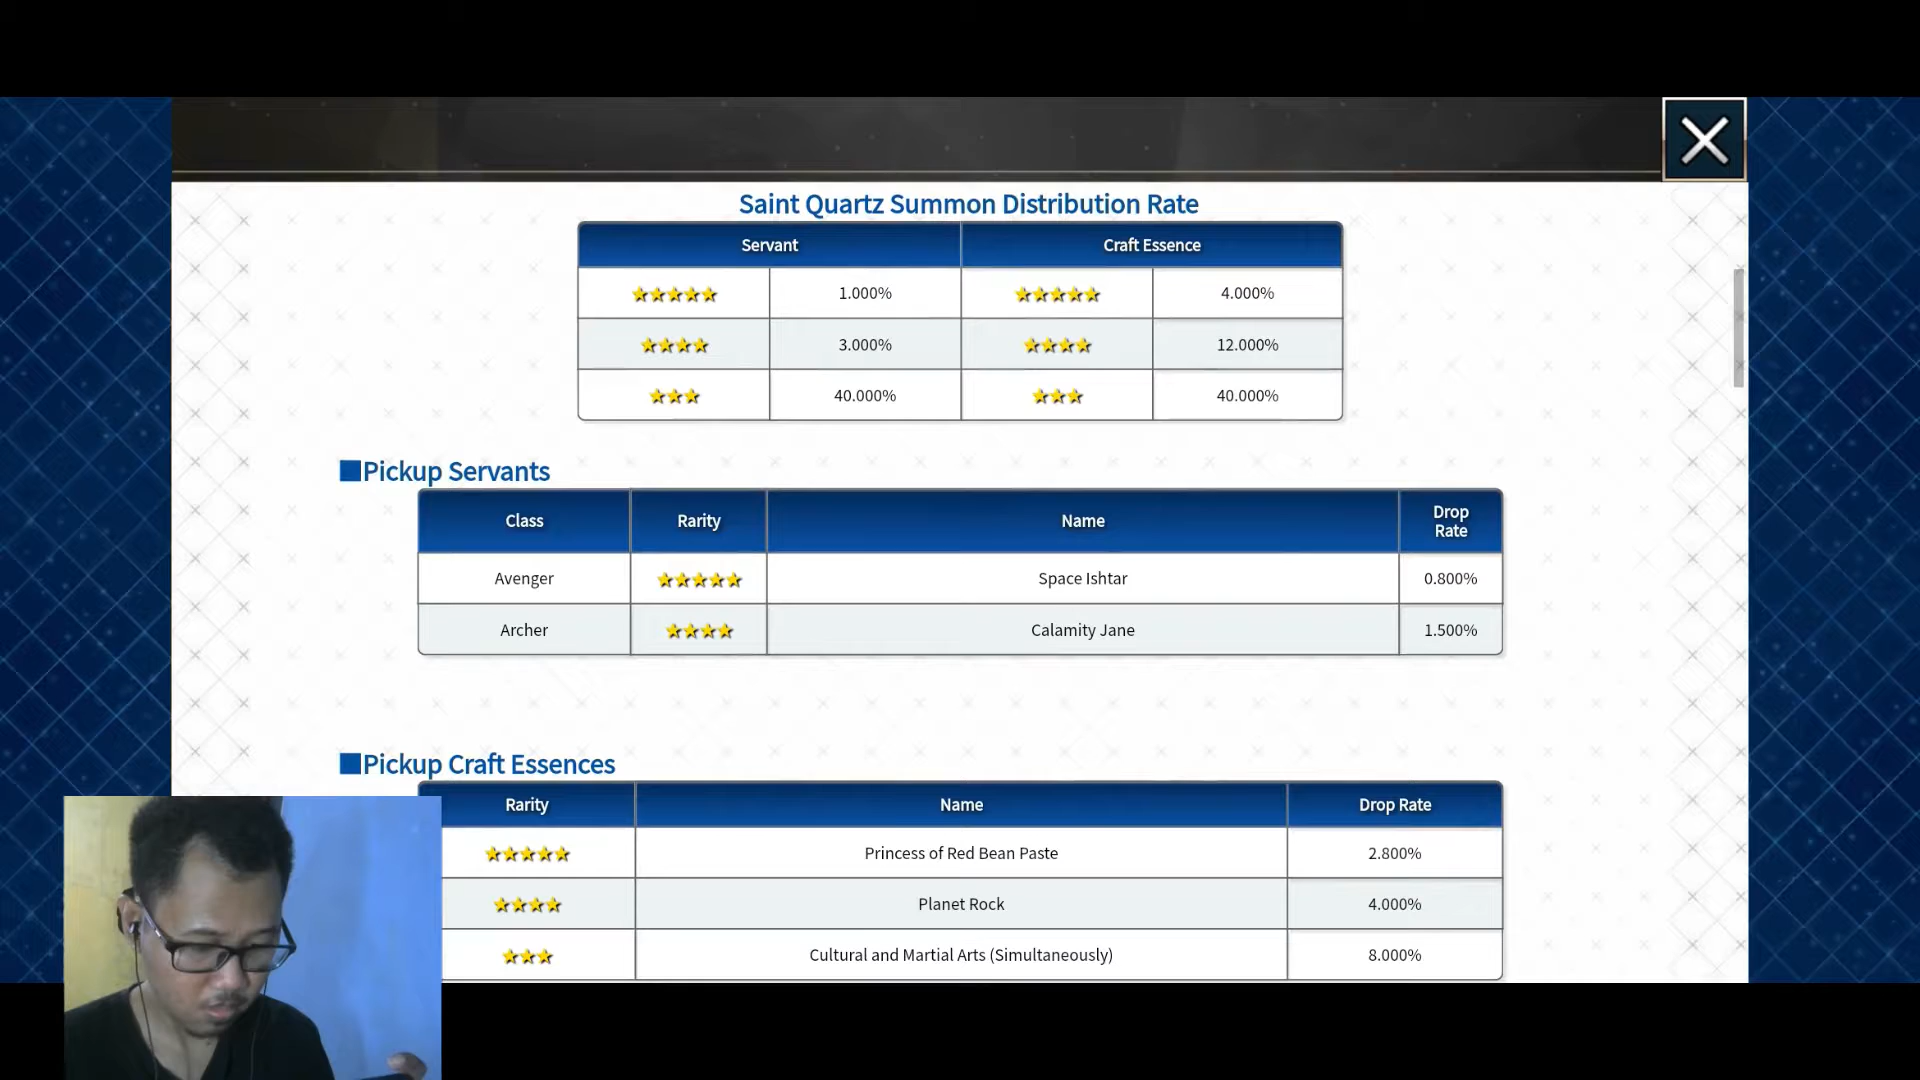 Saint Quartz Summon Distribution Rate
Servant Craft Essence
★★★★★ 1.000% ★★★★★ 4.000%
★★★★ 3.000% ★★★★ 12.000%
★★★ 40.000% ★★★ 40.000%
■Pickup Servants
Class Rarity Name Drop Rate
Avenger ★★★★★ Space Ishtar 0.800%
Archer ★★★★ Calamity Jane 1.500%
■Pickup Craft Essences
Rarity Name Drop Rate
★★★★★ Princess of Red Bean Paste 2.800%
★★★★ Planet Rock 4.000%
★★★ Cultural and Martial Arts (Simultaneously) 8.000%